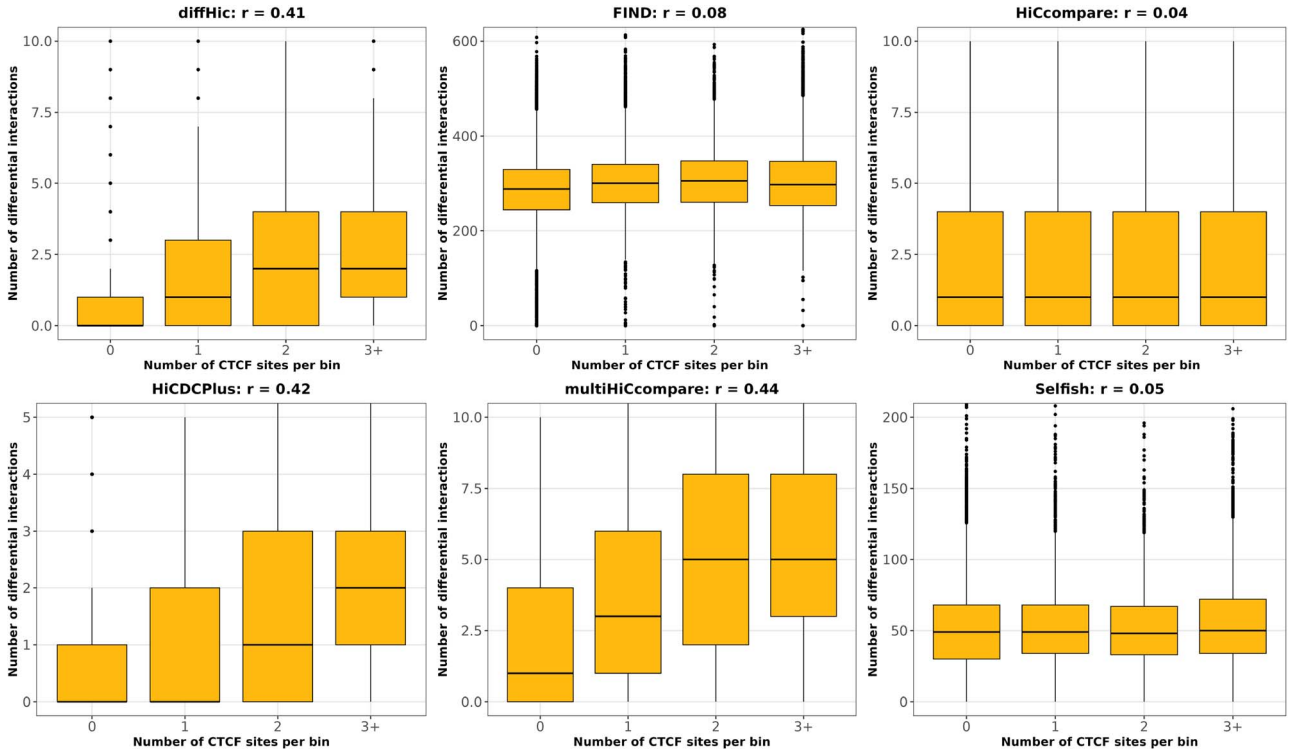 diffHic: r = 0.41
Number of differential interactions
10.0
7.5
5.0
2.5
0.0
0 1 2 3+
Number of CTCF sites per bin
FIND: r = 0.08
Number of differential interactions
600
400
200
0
0 1 2 3+
Number of CTCF sites per bin
HiCcompare: r = 0.04
Number of differential interactions
10.0
7.5
5.0
2.5
0.0
0 1 2 3+
Number of CTCF sites per bin
HiCDCPlus: r = 0.42
Number of differential interactions
5
4
3
2
1
0
0 1 2 3+
Number of CTCF sites per bin
multiHiCcompare: r = 0.44
Number of differential interactions
10.0
7.5
5.0
2.5
0.0
0 1 2 3+
Number of CTCF sites per bin
Selfish: r = 0.05
Number of differential interactions
200
150
100
50
0
0 1 2 3+
Number of CTCF sites per bin